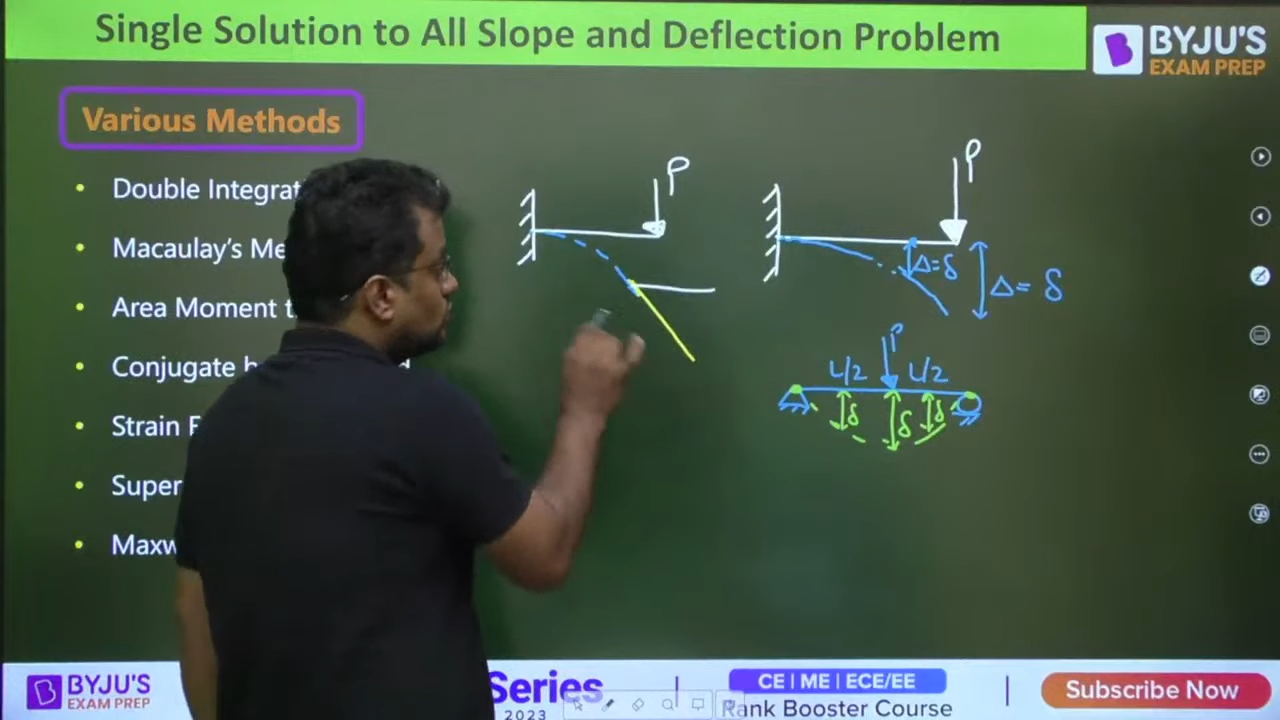 Single Solution to All Slope and Deflection Problem
BYJU'S
EXAM PREP
Various Methods
• Double Integrat
• Macaulay's Me
• Area Moment t
• Conjugate b
• Strain
• Super
• Maxw
P
P
Δ=δ
Δ= δ
P
L/2 L/2
δ δ δ
BYJU'S
EXAM PREP
Series
2023
CE | ME | ECE/EE
Rank Booster Course
Subscribe Now